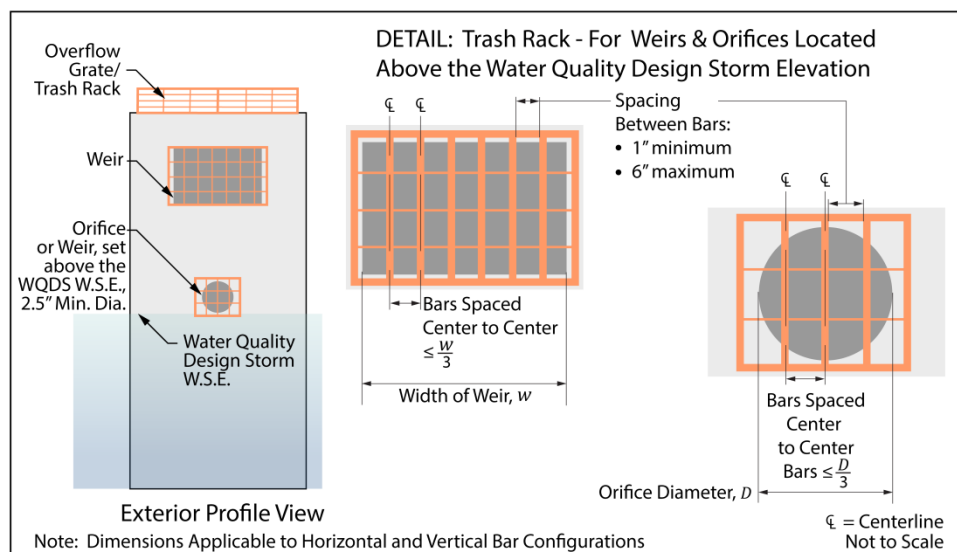 DETAIL: Trash Rack - For Weirs & Orifices Located
Above the Water Quality Design Storm Elevation
Overflow
Grate/
Trash Rack
Weir
Orifice
or Weir, set
above the
WQDS W.S.E.,
2.5" Min. Dia.
Water Quality
Design Storm
W.S.E.
Exterior Profile View
℄ ℄
Spacing
Between Bars:
• 1" minimum
• 6" maximum
Bars Spaced
Center to Center
≤ w/3
Width of Weir, w
℄ ℄
Bars Spaced
Center
to Center
Bars ≤ D/3
Orifice Diameter, D
℄ = Centerline
Not to Scale
Note: Dimensions Applicable to Horizontal and Vertical Bar Configurations